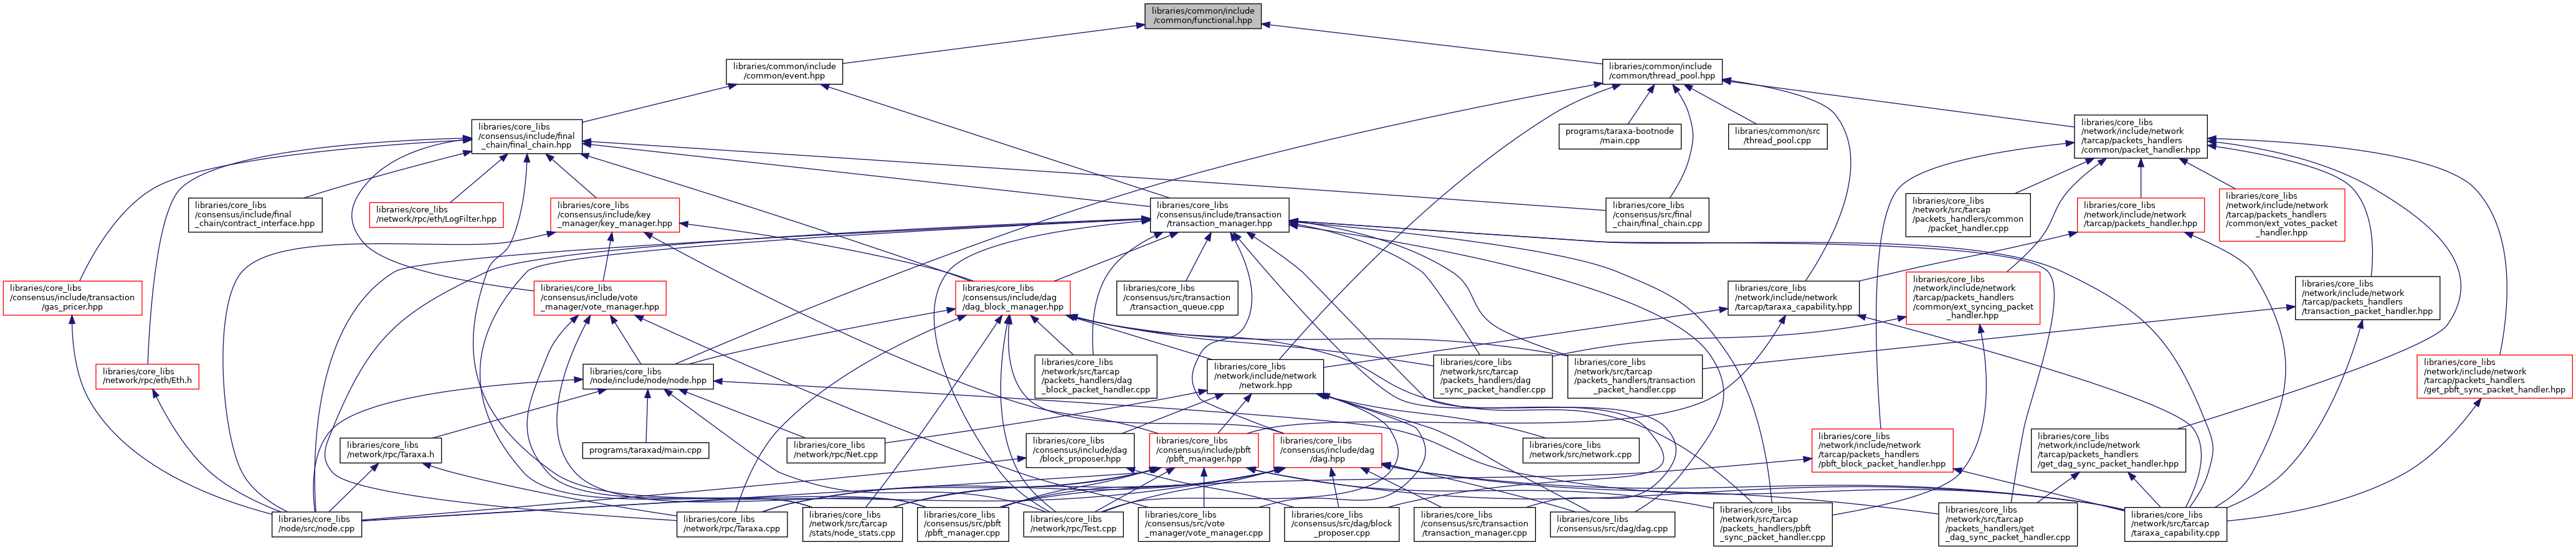 libraries/common/include
/common/functional.hpp
libraries/common/include
/common/event.hpp
libraries/common/include
/common/thread_pool.hpp
libraries/core_libs
/consensus/include/final
_chain/final_chain.hpp
programs/taraxa-bootnode
/main.cpp
libraries/common/src
/thread_pool.cpp
libraries/core_libs
/network/include/network
/tarcap/packets_handlers
/common/packet_handler.hpp
libraries/core_libs
/consensus/include/final
_chain/contract_interface.hpp
libraries/core_libs
/network/rpc/eth/LogFilter.hpp
libraries/core_libs
/consensus/include/key
_manager/key_manager.hpp
libraries/core_libs
/consensus/include/transaction
/transaction_manager.hpp
libraries/core_libs
/consensus/src/final
_chain/final_chain.cpp
libraries/core_libs
/network/src/tarcap
/packets_handlers/common
/packet_handler.cpp
libraries/core_libs
/network/include/network
/tarcap/packets_handler.hpp
libraries/core_libs
/network/include/network
/tarcap/packets_handlers
/common/ext_votes_packet
_handler.hpp
libraries/core_libs
/consensus/include/transaction
/gas_pricer.hpp
libraries/core_libs
/consensus/include/vote
_manager/vote_manager.hpp
libraries/core_libs
/consensus/include/dag
/dag_block_manager.hpp
libraries/core_libs
/consensus/src/transaction
/transaction_queue.cpp
libraries/core_libs
/network/include/network
/tarcap/taraxa_capability.hpp
libraries/core_libs
/network/include/network
/tarcap/packets_handlers
/common/ext_syncing_packet
_handler.hpp
libraries/core_libs
/network/include/network
/tarcap/packets_handlers
/transaction_packet_handler.hpp
libraries/core_libs
/network/rpc/eth/Eth.h
libraries/core_libs
/node/include/node/node.hpp
libraries/core_libs
/network/src/tarcap
/packets_handlers/dag
_block_packet_handler.cpp
libraries/core_libs
/network/include/network
/network.hpp
libraries/core_libs
/network/src/tarcap
/packets_handlers/dag
_sync_packet_handler.cpp
libraries/core_libs
/network/src/tarcap
/packets_handlers/transaction
_packet_handler.cpp
libraries/core_libs
/network/include/network
/tarcap/packets_handlers
/get_pbft_sync_packet_handler.hpp
libraries/core_libs
/network/rpc/Taraxa.h
programs/taraxad/main.cpp
libraries/core_libs
/network/rpc/Net.cpp
libraries/core_libs
/consensus/include/dag
/block_proposer.hpp
libraries/core_libs
/consensus/include/pbft
/pbft_manager.hpp
libraries/core_libs
/consensus/include/dag
/dag.hpp
libraries/core_libs
/network/src/network.cpp
libraries/core_libs
/network/include/network
/tarcap/packets_handlers
/pbft_block_packet_handler.hpp
libraries/core_libs
/network/include/network
/tarcap/packets_handlers
/get_dag_sync_packet_handler.hpp
libraries/core_libs
/node/src/node.cpp
libraries/core_libs
/network/rpc/Taraxa.cpp
libraries/core_libs
/network/src/tarcap
/stats/node_stats.cpp
libraries/core_libs
/consensus/src/pbft
/pbft_manager.cpp
libraries/core_libs
/network/rpc/Test.cpp
libraries/core_libs
/consensus/src/vote
_manager/vote_manager.cpp
libraries/core_libs
/consensus/src/dag/block
_proposer.cpp
libraries/core_libs
/consensus/src/transaction
/transaction_manager.cpp
libraries/core_libs
/consensus/src/dag/dag.cpp
libraries/core_libs
/network/src/tarcap
/packets_handlers/pbft
_sync_packet_handler.cpp
libraries/core_libs
/network/src/tarcap
/packets_handlers/get
_dag_sync_packet_handler.cpp
libraries/core_libs
/network/src/tarcap
/taraxa_capability.cpp